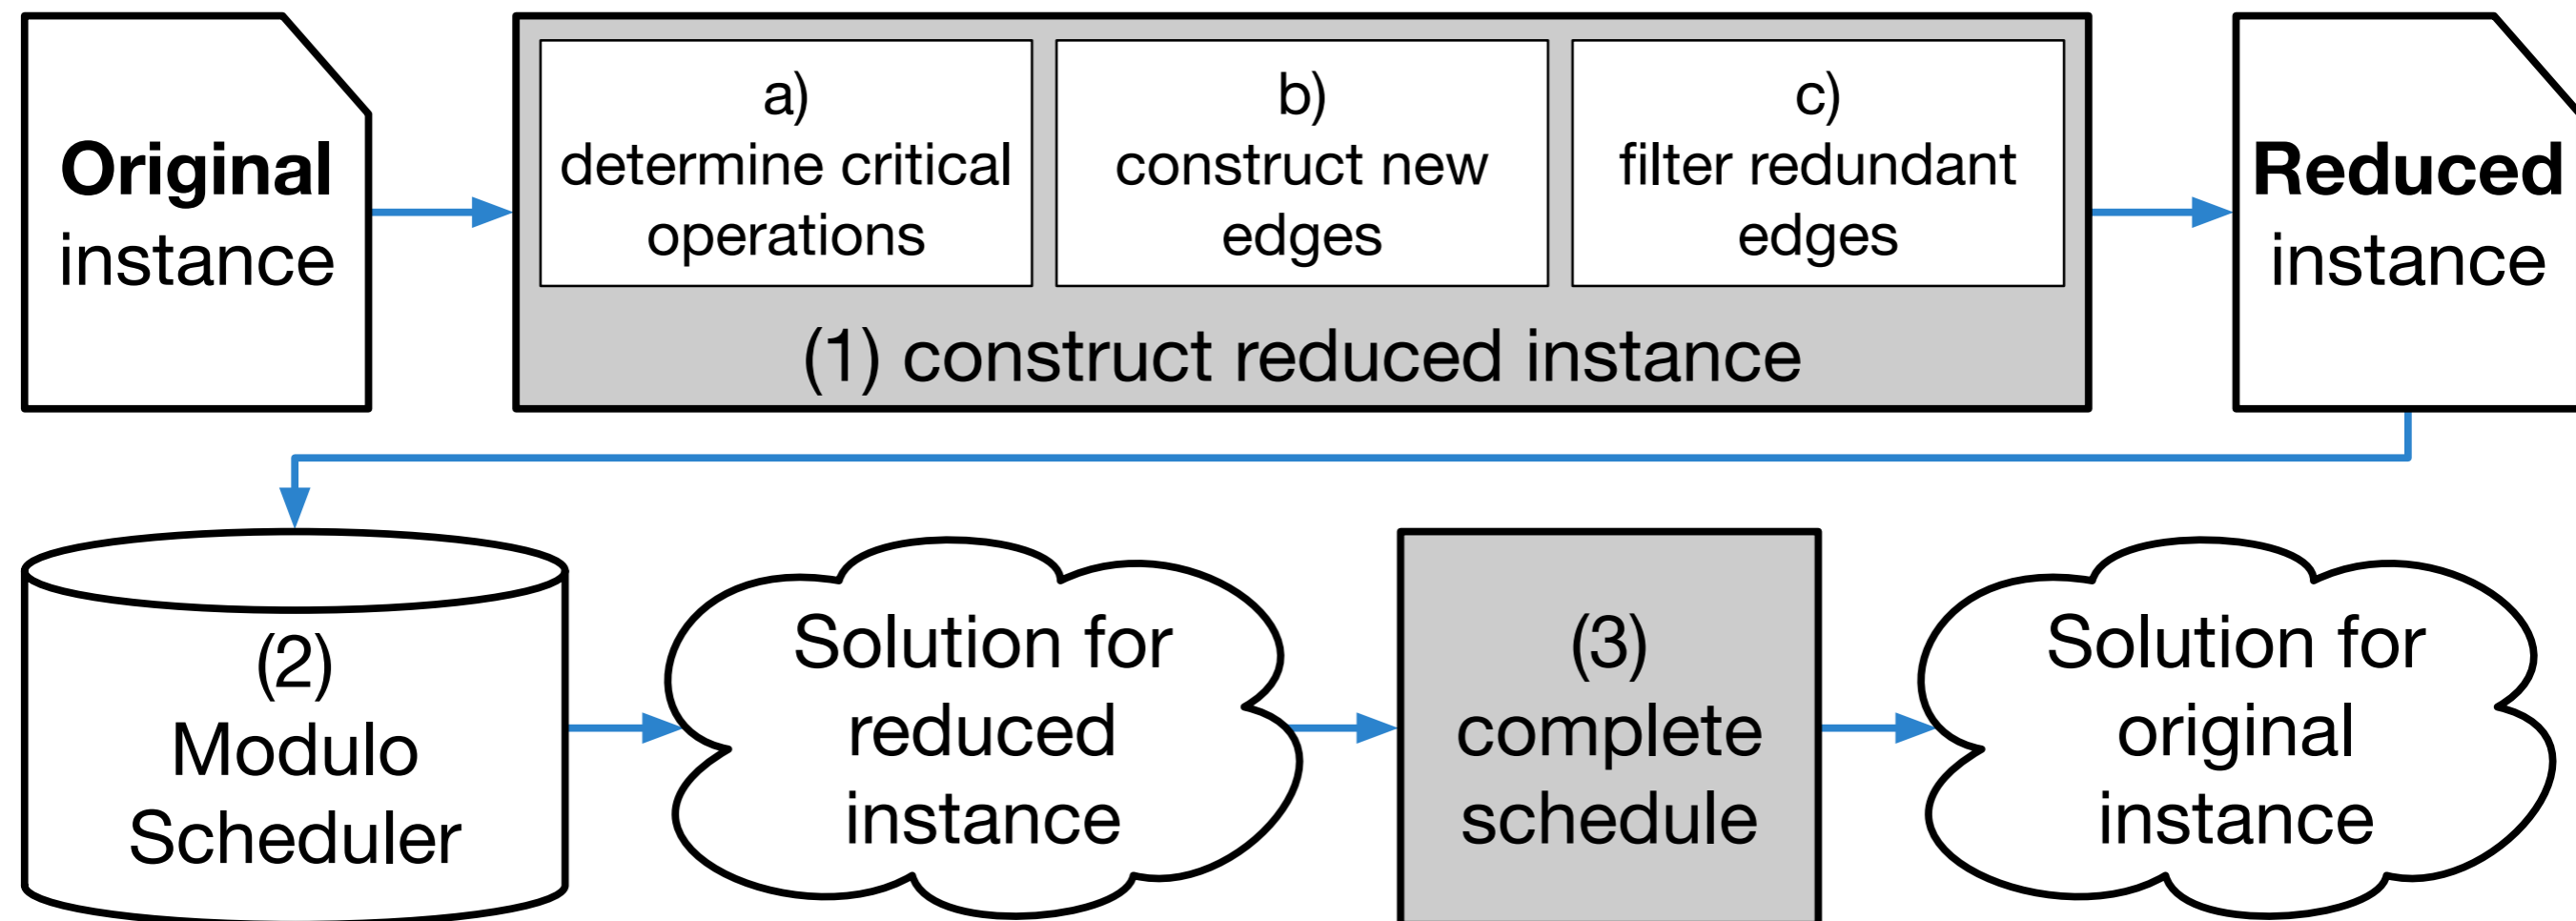 Original
instance
a)
determine critical
operations
b)
construct new
edges
c)
filter redundant
edges
(1) construct reduced instance
Reduced
instance
(2)
Modulo
Scheduler
Solution for
reduced
instance
(3)
complete
schedule
Solution for
original
instance